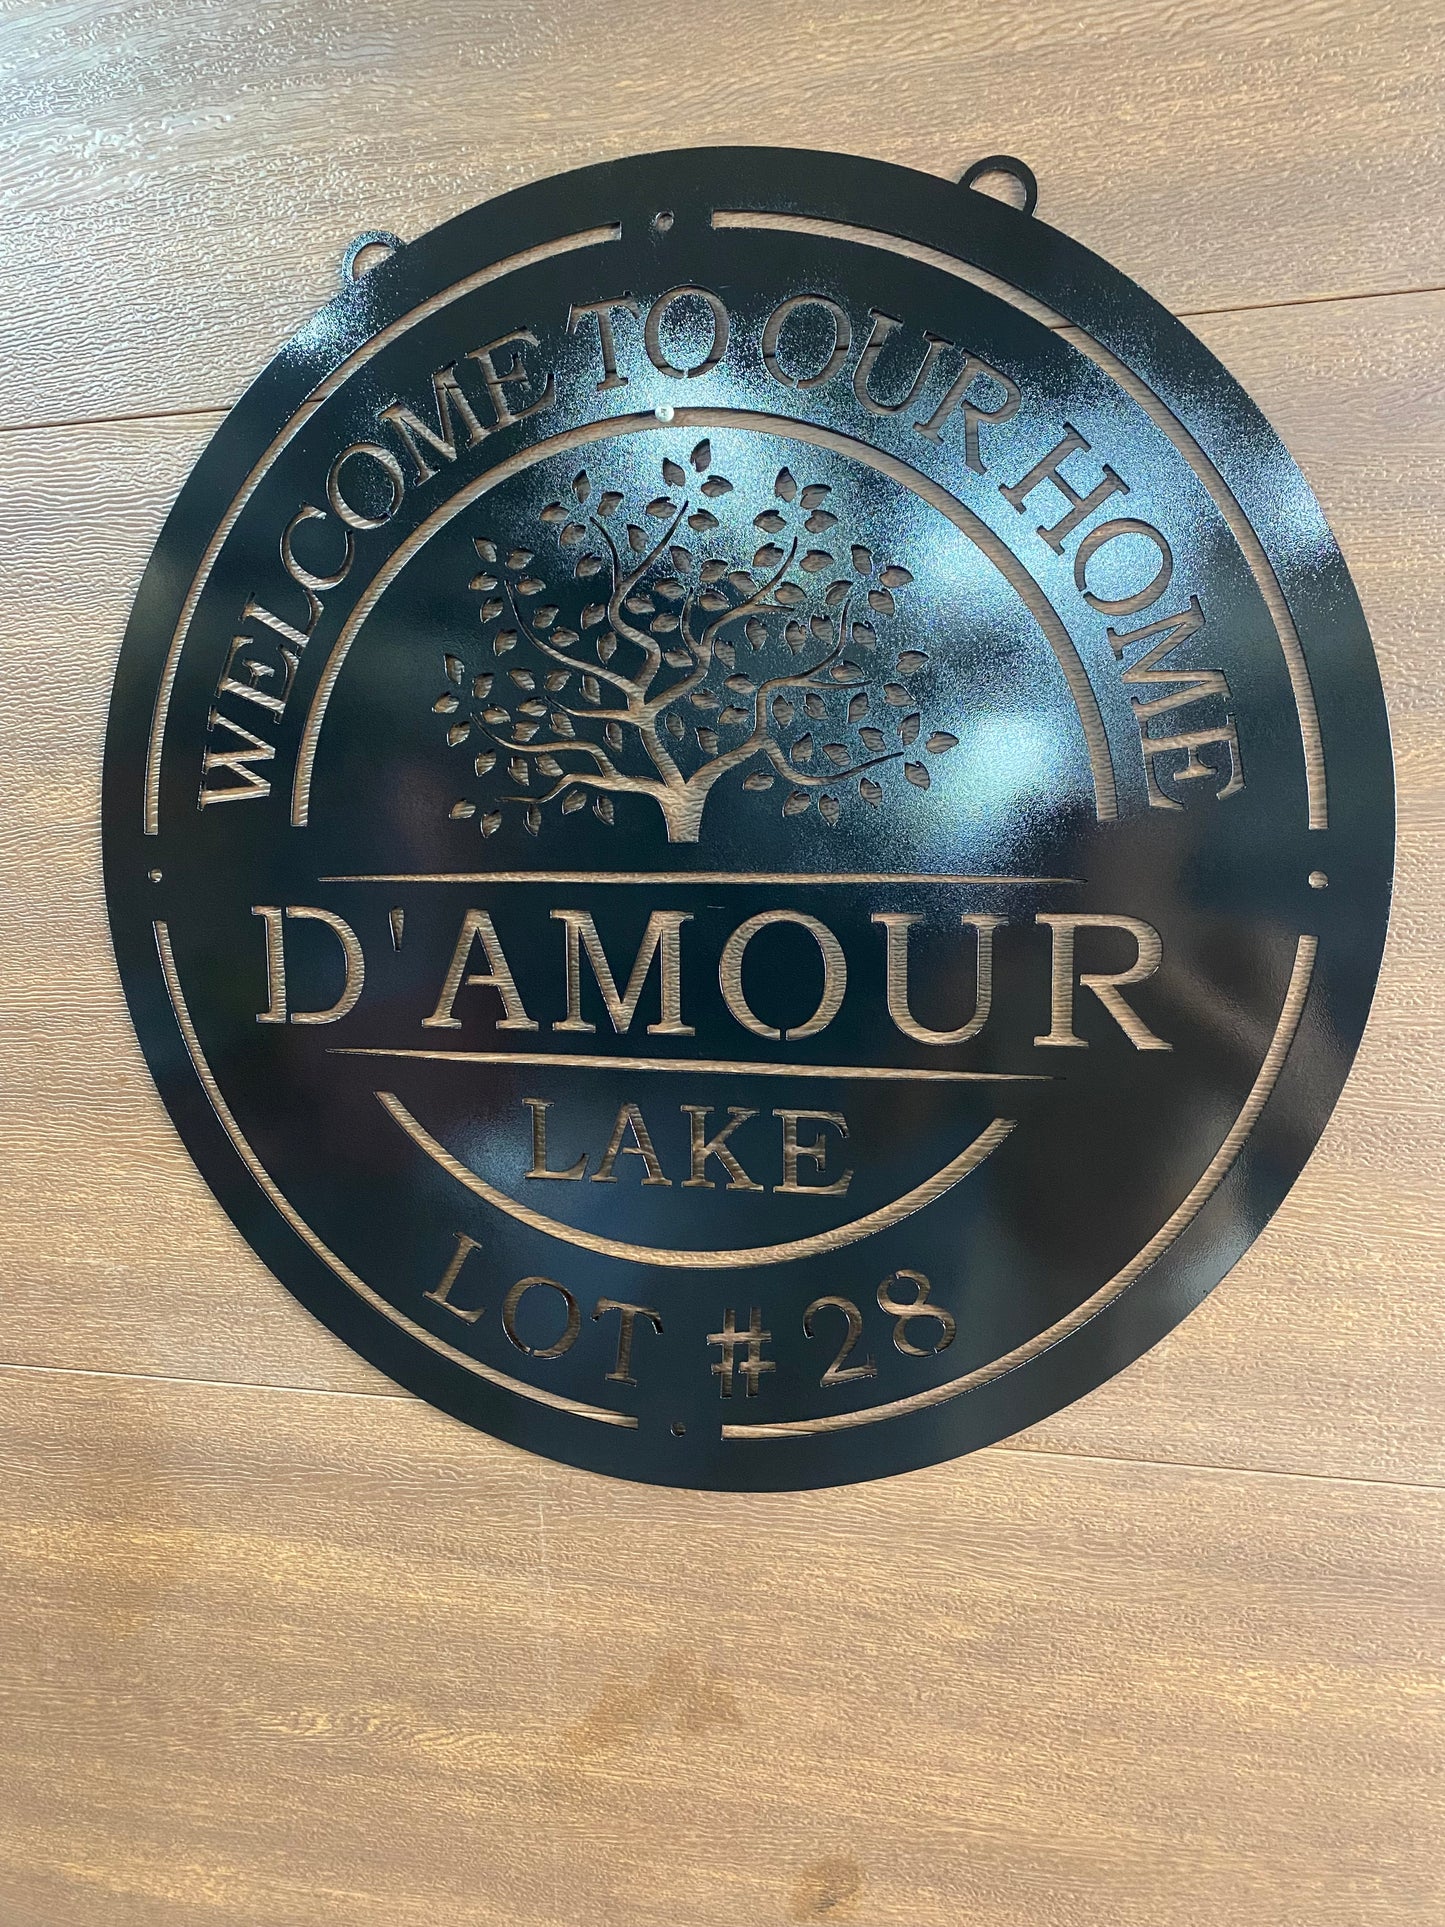 WELCOME TO OUR HOME
D'AMOUR
LAKE
LOT # 28